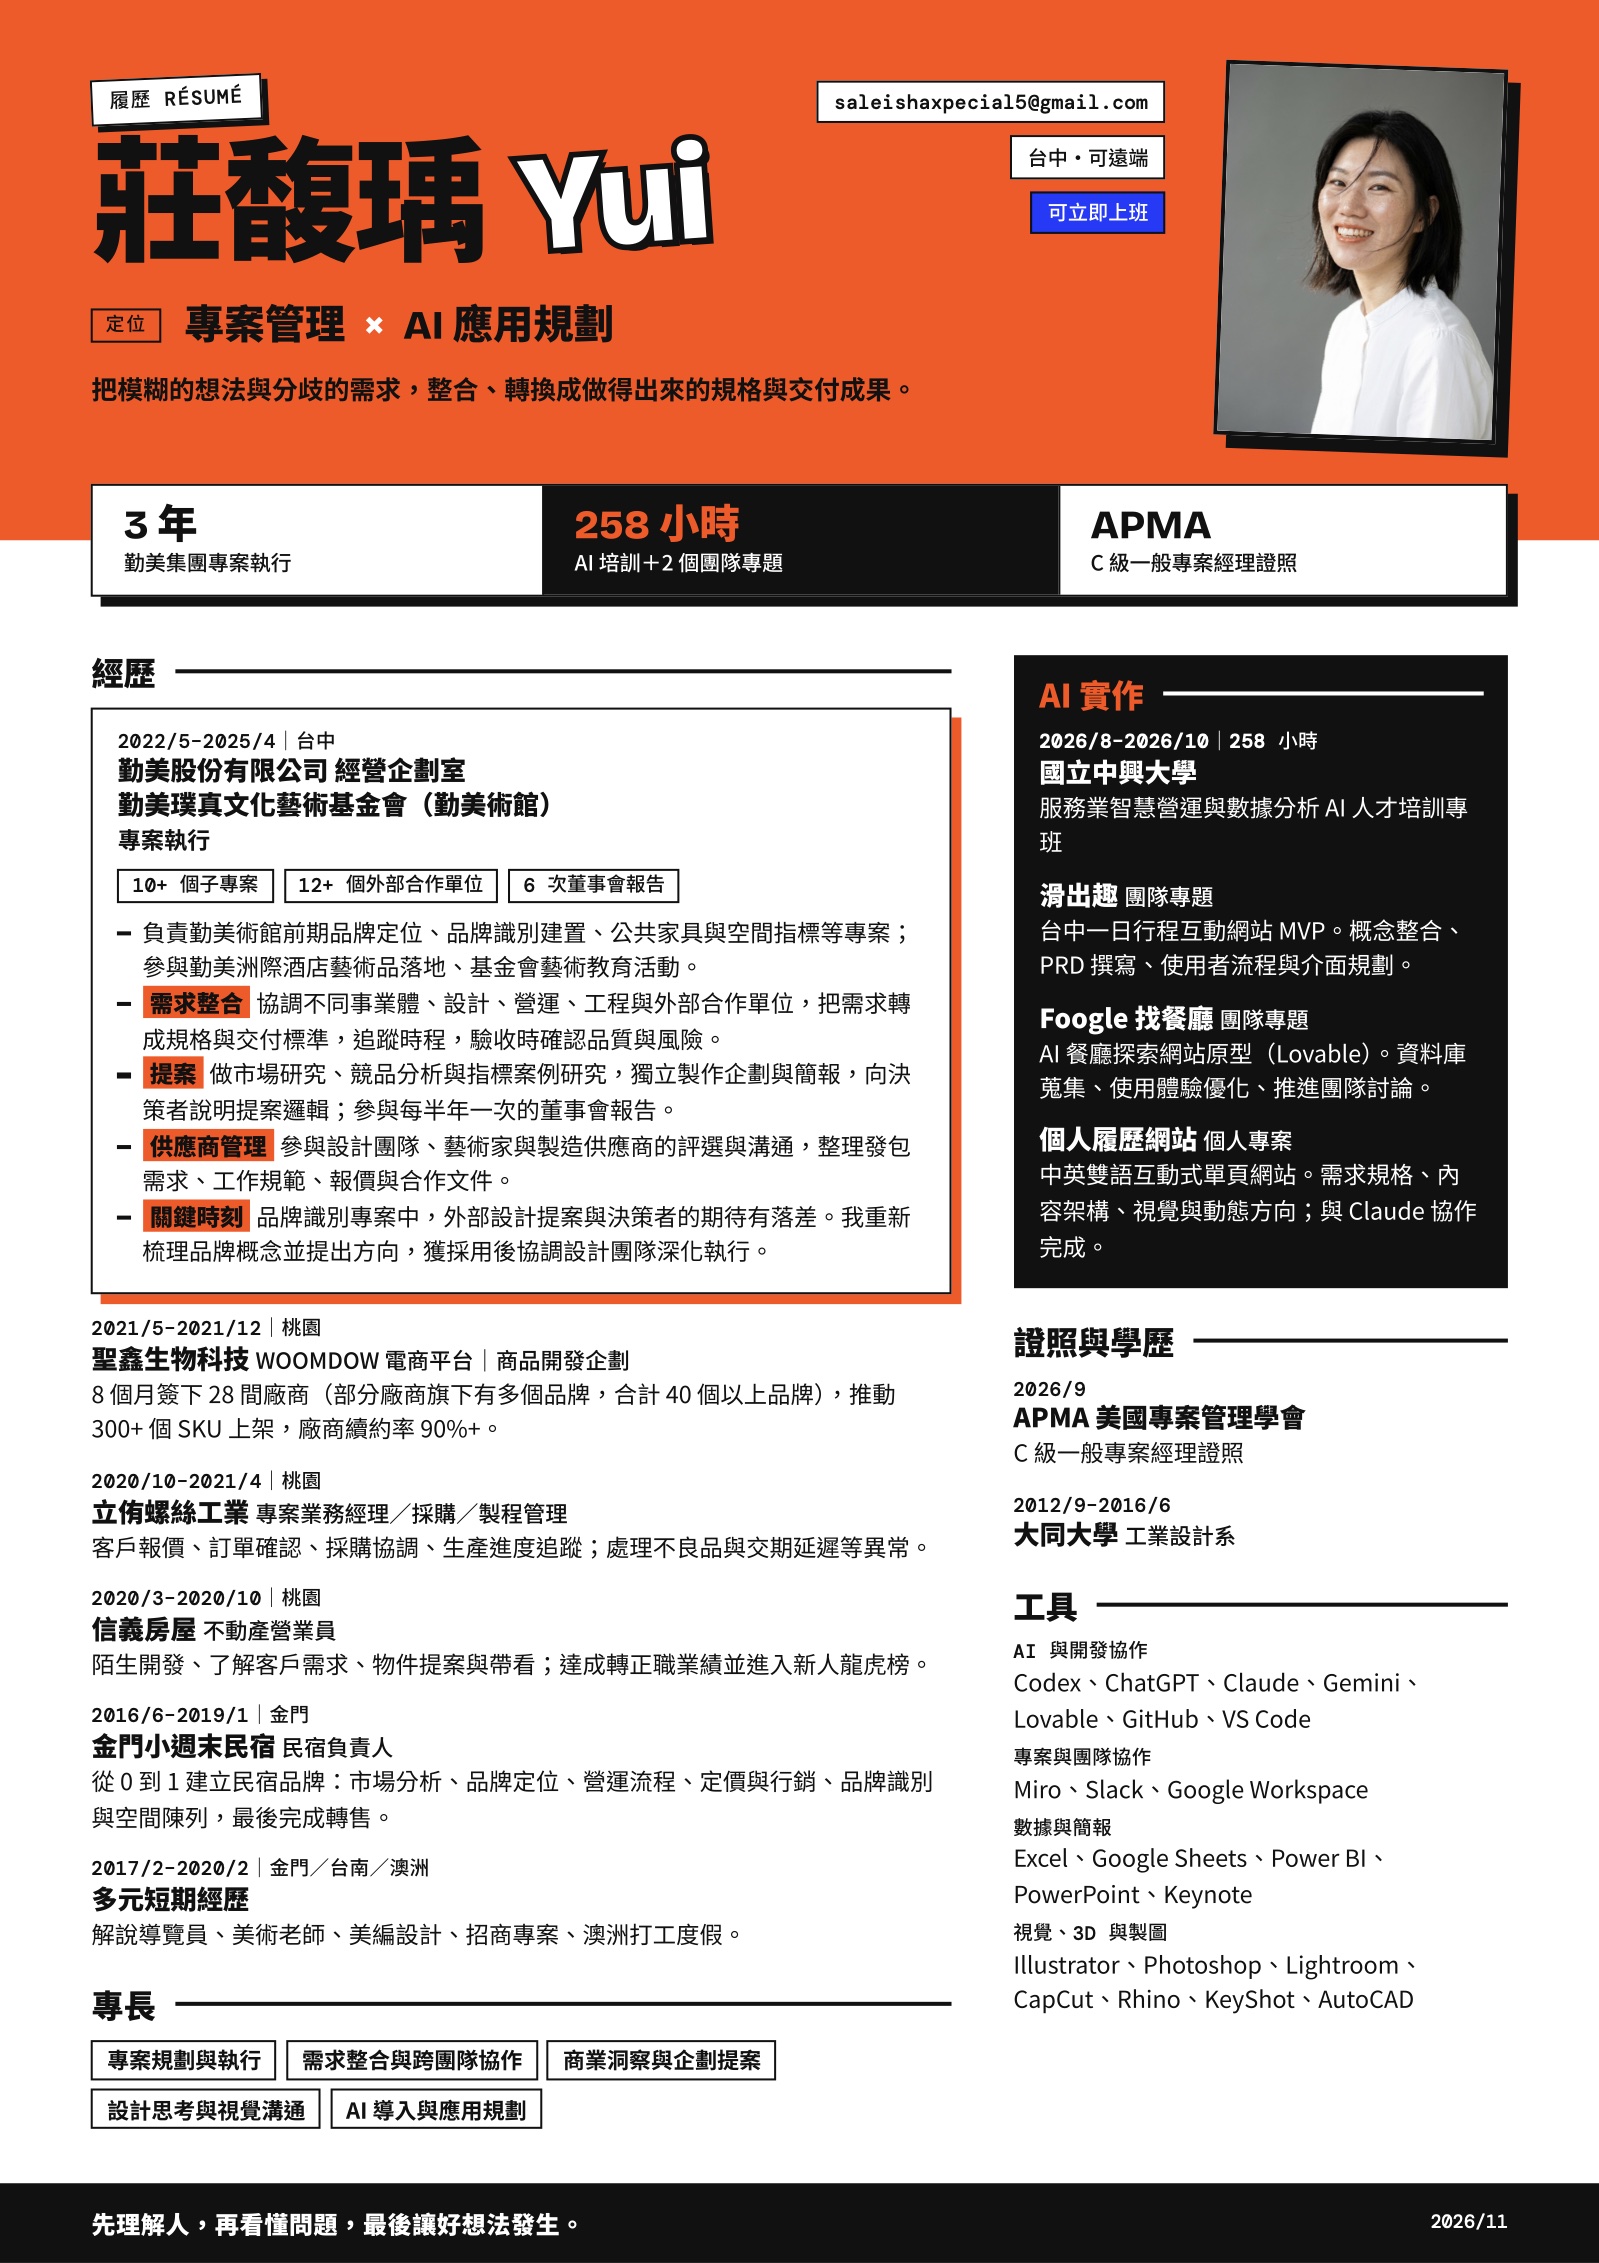 履歷 RÉSUMÉ
莊馥瑀 Yui
saleishaxpecial5@gmail.com
台中・可遠端
可立即上班
定位 專案管理 × AI 應用規劃
把模糊的想法與分歧的需求，整合、轉換成做得出來的規格與交付成果。
3 年
勤美集團專案執行
258 小時
AI 培訓＋2 個團隊專題
APMA
C 級一般專案經理證照
經歷
2022/5–2025/4｜台中
勤美股份有限公司 經營企劃室
勤美璞真文化藝術基金會（勤美術館）
專案執行
10+ 個子專案
12+ 個外部合作單位
6 次董事會報告
– 負責勤美術館前期品牌定位、品牌識別建置、公共家具與空間指標等專案；
參與勤美洲際酒店藝術品落地、基金會藝術教育活動。
– 需求整合 協調不同事業體、設計、營運、工程與外部合作單位，把需求轉
成規格與交付標準，追蹤時程，驗收時確認品質與風險。
– 提案 做市場研究、競品分析與指標案例研究，獨立製作企劃與簡報，向決
策者說明提案邏輯；參與每半年一次的董事會報告。
– 供應商管理 參與設計團隊、藝術家與製造供應商的評選與溝通，整理發包
需求、工作規範、報價與合作文件。
– 關鍵時刻 品牌識別專案中，外部設計提案與決策者的期待有落差。我重新
梳理品牌概念並提出方向，獲採用後協調設計團隊深化執行。
2021/5–2021/12｜桃園
聖鑫生物科技 WOOMDOW 電商平台｜商品開發企劃
8 個月簽下 28 間廠商（部分廠商旗下有多個品牌，合計 40 個以上品牌），推動
300+ 個 SKU 上架，廠商續約率 90%+。
2020/10–2021/4｜桃園
立侑螺絲工業 專案業務經理／採購／製程管理
客戶報價、訂單確認、採購協調、生產進度追蹤；處理不良品與交期延遲等異常。
2020/3–2020/10｜桃園
信義房屋 不動產營業員
陌生開發、了解客戶需求、物件提案與帶看；達成轉正職業績並進入新人龍虎榜。
2016/6–2019/1｜金門
金門小週末民宿 民宿負責人
從 0 到 1 建立民宿品牌：市場分析、品牌定位、營運流程、定價與行銷、品牌識別
與空間陳列，最後完成轉售。
2017/2–2020/2｜金門／台南／澳洲
多元短期經歷
解說導覽員、美術老師、美編設計、招商專案、澳洲打工度假。
專長
專案規劃與執行
需求整合與跨團隊協作
商業洞察與企劃提案
設計思考與視覺溝通
AI 導入與應用規劃
AI 實作
2026/8–2026/10｜258 小時
國立中興大學
服務業智慧營運與數據分析 AI 人才培訓專
班
滑出趣 團隊專題
台中一日行程互動網站 MVP。概念整合、
PRD 撰寫、使用者流程與介面規劃。
Foogle 找餐廳 團隊專題
AI 餐廳探索網站原型（Lovable）。資料庫
蒐集、使用體驗優化、推進團隊討論。
個人履歷網站 個人專案
中英雙語互動式單頁網站。需求規格、內
容架構、視覺與動態方向；與 Claude 協作
完成。
證照與學歷
2026/9
APMA 美國專案管理學會
C 級一般專案經理證照
2012/9–2016/6
大同大學 工業設計系
工具
AI 與開發協作
Codex、ChatGPT、Claude、Gemini、
Lovable、GitHub、VS Code
專案與團隊協作
Miro、Slack、Google Workspace
數據與簡報
Excel、Google Sheets、Power BI、
PowerPoint、Keynote
視覺、3D 與製圖
Illustrator、Photoshop、Lightroom、
CapCut、Rhino、KeyShot、AutoCAD
先理解人，再看懂問題，最後讓好想法發生。
2026/11